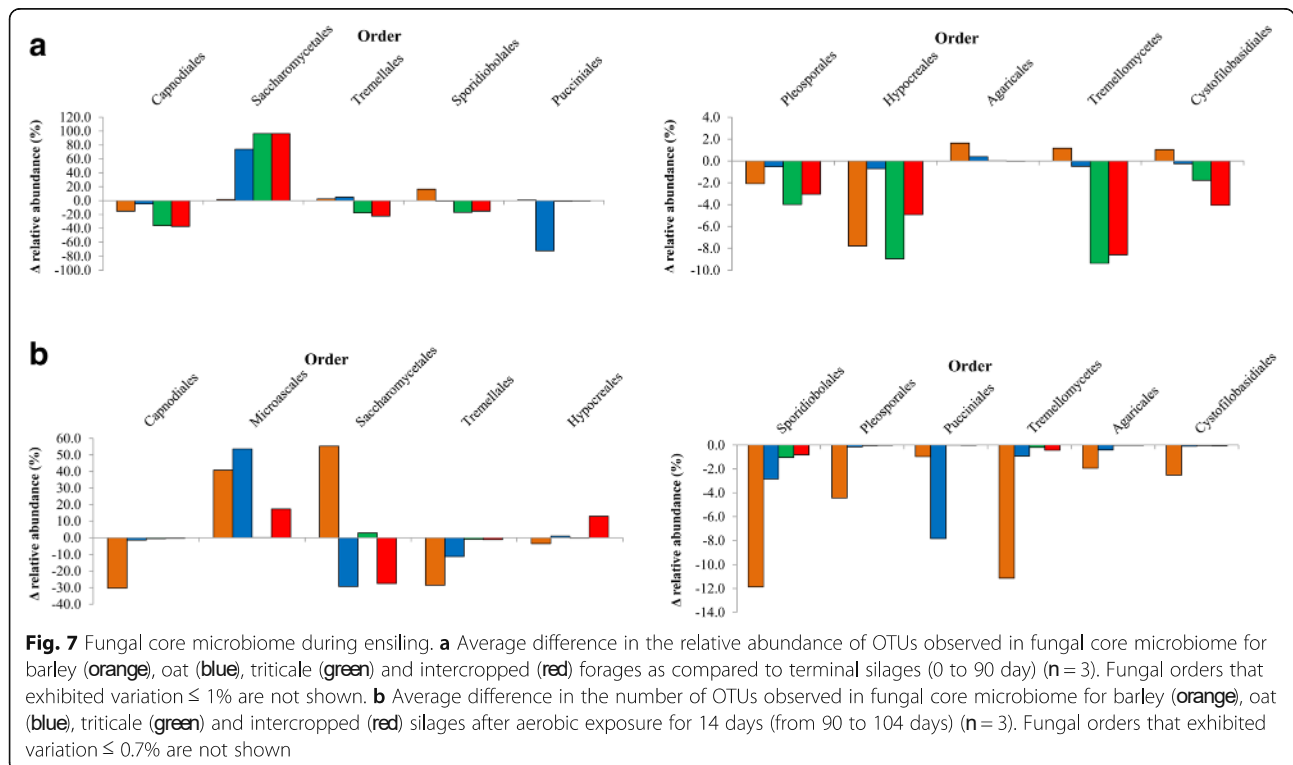 a
Order
Capnodiales
Saccharomycetales
Tremellales
Sporidiobolales
Pucciniales
Δ relative abundance (%)
120.0
100.0
80.0
60.0
40.0
20.0
0.0
-20.0
-40.0
-60.0
-80.0
-100.0
Order
Pleosporales
Hypocreales
Agaricales
Tremellomycetes
Cystofilobasidiales
Δ relative abundance (%)
4.0
2.0
0.0
-2.0
-4.0
-6.0
-8.0
-10.0
b
Order
Capnodiales
Microascales
Saccharomycetales
Tremellales
Hypocreales
Δ relative abundance (%)
60.0
50.0
40.0
30.0
20.0
10.0
0.0
-10.0
-20.0
-30.0
-40.0
Order
Sporidiobolales
Pleosporales
Pucciniales
Tremellomycetes
Agaricales
Cystofilobasidiales
Δ relative abundance (%)
0.0
-2.0
-4.0
-6.0
-8.0
-10.0
-12.0
-14.0
Fig. 7 Fungal core microbiome during ensiling. a Average difference in the relative abundance of OTUs observed in fungal core microbiome for
barley (orange), oat (blue), triticale (green) and intercropped (red) forages as compared to terminal silages (0 to 90 day) (n = 3). Fungal orders that
exhibited variation ≤ 1% are not shown. b Average difference in the number of OTUs observed in fungal core microbiome for barley (orange), oat
(blue), triticale (green) and intercropped (red) silages after aerobic exposure for 14 days (from 90 to 104 days) (n = 3). Fungal orders that exhibited
variation ≤ 0.7% are not shown